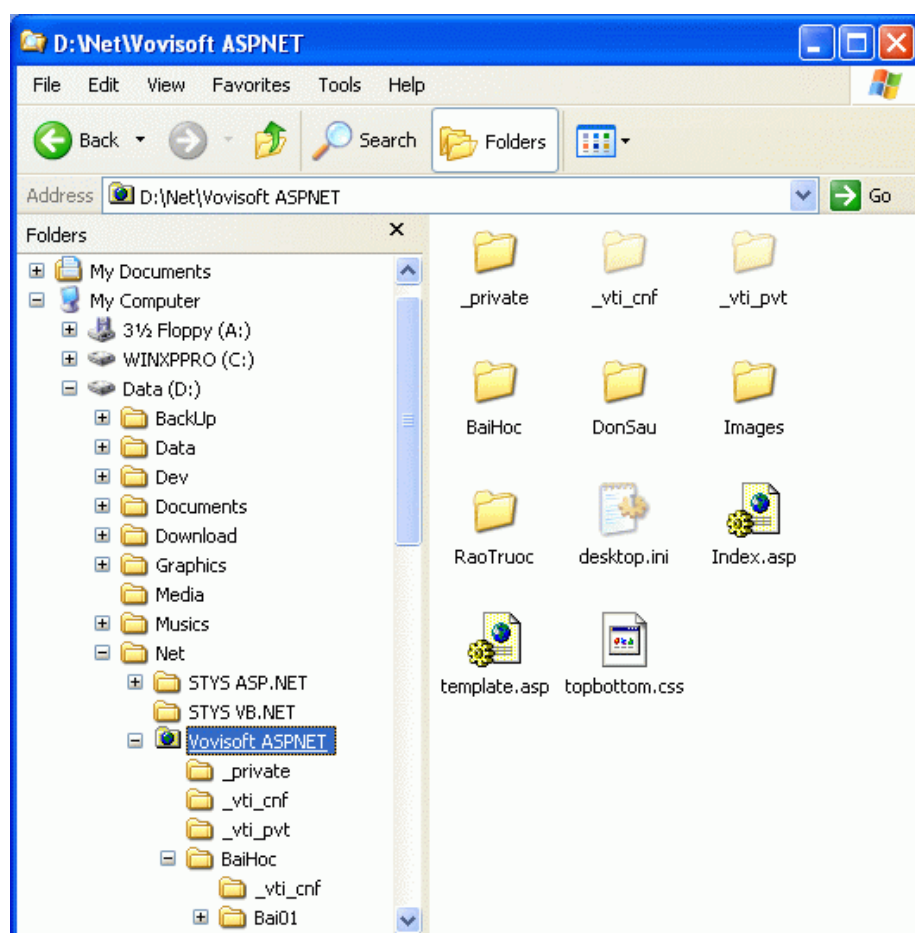 D:\Net\Vovisoft ASPNET
File Edit View Favorites Tools Help
Back Search Folders
Address D:\Net\Vovisoft ASPNET Go
Folders
My Documents
My Computer
3½ Floppy (A:)
WINXPPRO (C:)
Data (D:)
BackUp
Data
Dev
Documents
Download
Graphics
Media
Musics
Net
STYS ASP.NET
STYS VB.NET
Vovisoft ASPNET
_private
_vti_cnf
_vti_pvt
BaiHoc
_vti_cnf
Bai01
_private _vti_cnf _vti_pvt
BaiHoc DonSau Images
RaoTruoc desktop.ini Index.asp
template.asp topbottom.css